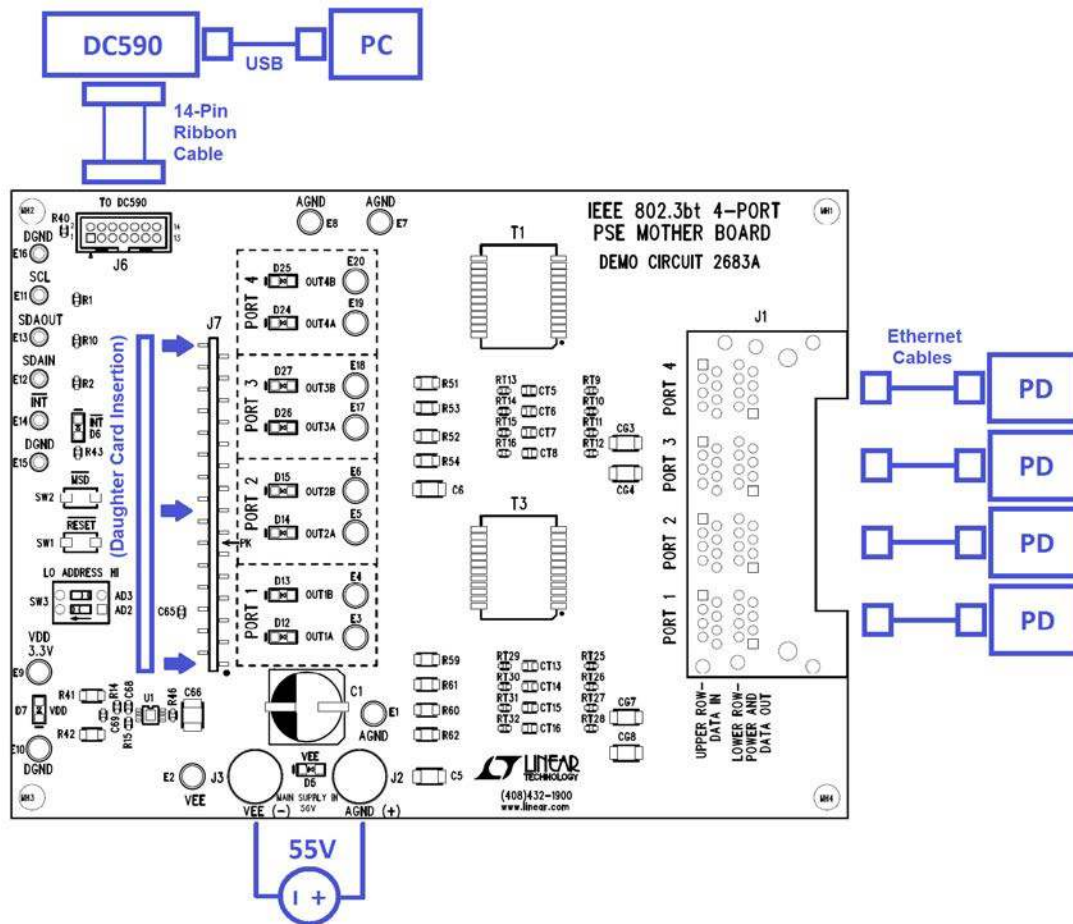 DC590
USB
PC
14-Pin
Ribbon
Cable
MH2
TO DC590
R40
2
1
14
13
J6
DGND
E16
SCL
E11
R1
SDAOUT
E13
R10
SDAIN
E12
R2
INT
E14
INT
D6
DGND
E15
R43
MSD
SW2
RESET
SW1
LO ADDRESS HI
SW3
AD3
AD2
C65
VDD
3.3V
E9
D7
VDD
E10
DGND
R41
R42
R14
C68
C69
R15
U1
R46
C66
(Daughter Card Insertion)
J7
PK
AGND
E8
AGND
E7
PORT 4
D25
OUT4B
E20
D24
OUT4A
E19
PORT 3
D27
OUT3B
E18
D26
OUT3A
E17
PORT 2
D15
OUT2B
E6
D14
OUT2A
E5
PORT 1
D13
OUT1B
E4
D12
OUT1A
E3
C1
E1
AGND
E2
VEE
J3
VEE
D5
J2
MAIN SUPPLY IN
56V
VEE (-)
AGND (+)
55V
- +
IEEE 802.3bt 4-PORT
PSE MOTHER BOARD
DEMO CIRCUIT 2683A
MH1
T1
R51
R53
R52
R54
C6
RT13
RT14
RT15
RT16
CT5
CT6
CT7
CT8
RT9
RT10
RT11
RT12
CG3
CG4
T3
R59
R61
R60
R62
C5
RT29
RT30
RT31
RT32
CT13
CT14
CT15
CT16
RT25
RT26
RT27
RT28
CG7
CG8
LT LINEAR
TECHNOLOGY
(408)432-1900
www.linear.com
J1
PORT 4
PORT 3
PORT 2
PORT 1
UPPER ROW-
DATA IN
LOWER ROW-
POWER AND
DATA OUT
MH3
MH4
Ethernet
Cables
PD
PD
PD
PD